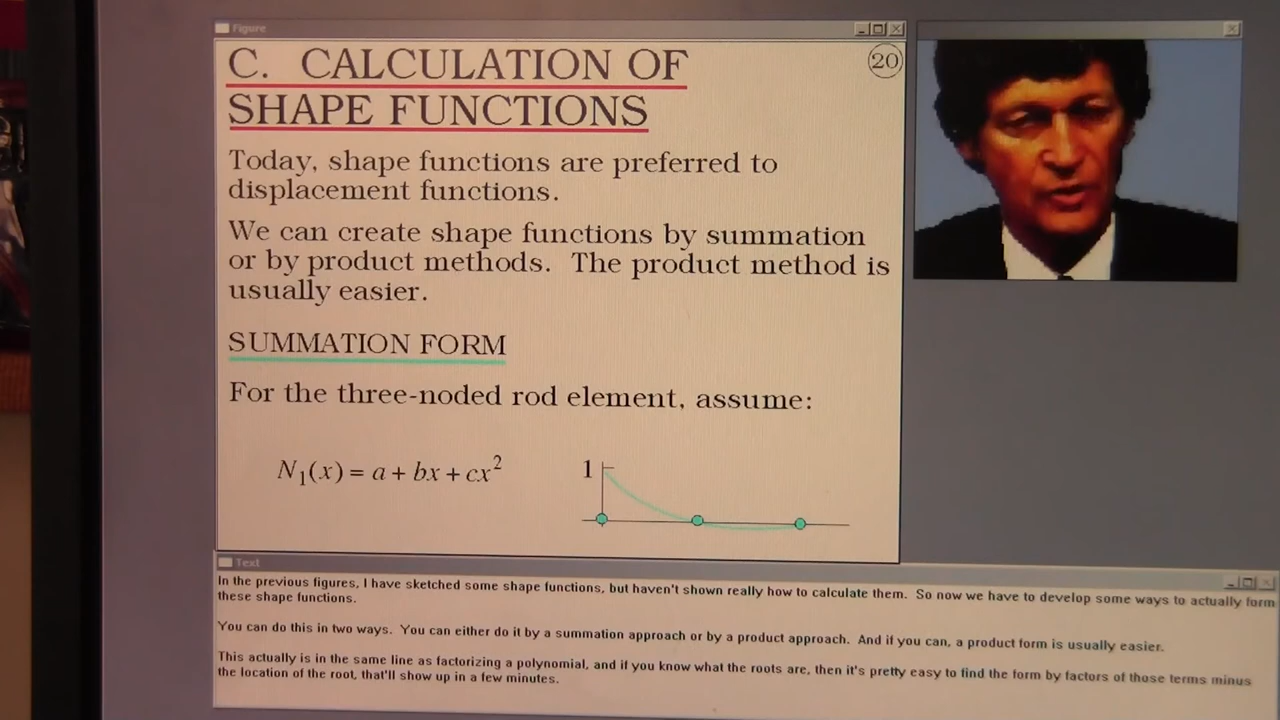 Figure
C. CALCULATION OF
SHAPE FUNCTIONS
20
Today, shape functions are preferred to
displacement functions.
We can create shape functions by summation
or by product methods. The product method is
usually easier.
SUMMATION FORM
For the three-noded rod element, assume:
N₁(x) = a + bx + cx²
1
Text
In the previous figures, I have sketched some shape functions, but haven't shown really how to calculate them. So now we have to develop some ways to actually form
these shape functions.
You can do this in two ways. You can either do it by a summation approach or by a product approach. And if you can, a product form is usually easier.
This actually is in the same line as factorizing a polynomial, and if you know what the roots are, then it's pretty easy to find the form by factors of those terms minus
the location of the root, that'll show up in a few minutes.